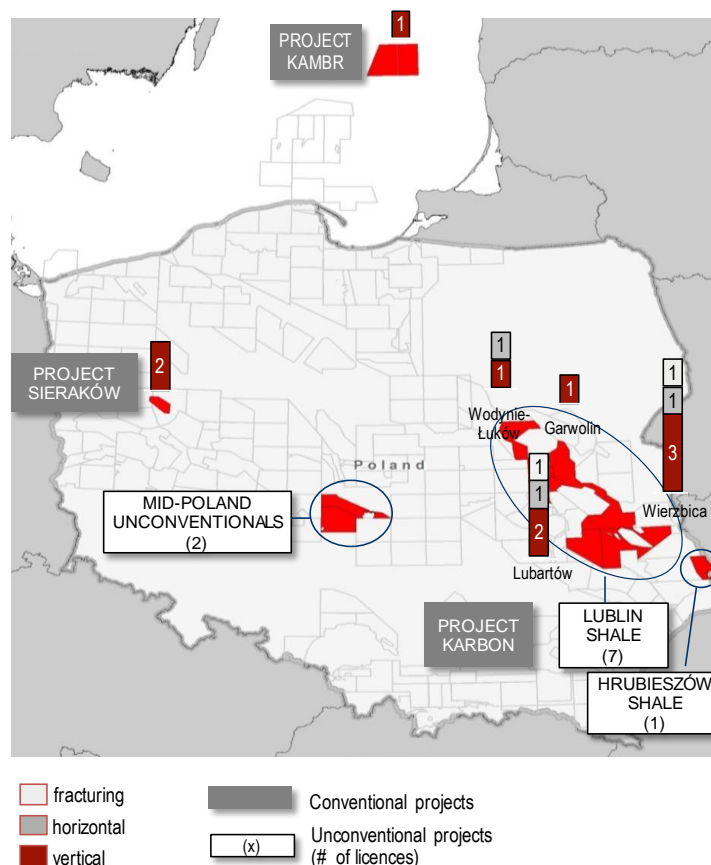 1
PROJECT
KAMBR
2
PROJECT
SIERAKÓW
1
1
1
1
1
3
Wodynie-
Łuków
Garwolin
Poland
1
1
2
Lubartów
Wierzbica
MID-POLAND
UNCONVENTIONALS
(2)
PROJECT
KARBON
LUBLIN
SHALE
(7)
HRUBIESZÓW
SHALE
(1)
fracturing
horizontal
vertical
Conventional projects
(x)
Unconventional projects
(# of licences)